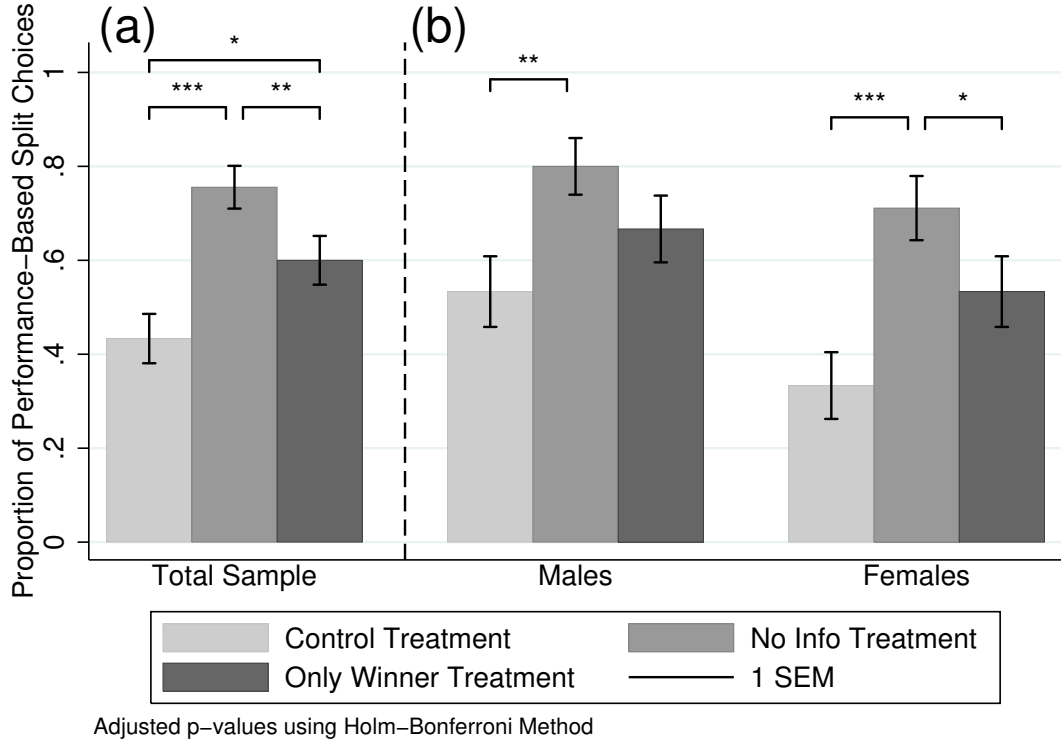 (a)
(b)
*
***
**
**
***
*
Proportion of Performance−Based Split Choices
1
.8
.6
.4
.2
0
Total Sample
Males
Females
Control Treatment
No Info Treatment
Only Winner Treatment
1 SEM
Adjusted p−values using Holm−Bonferroni Method